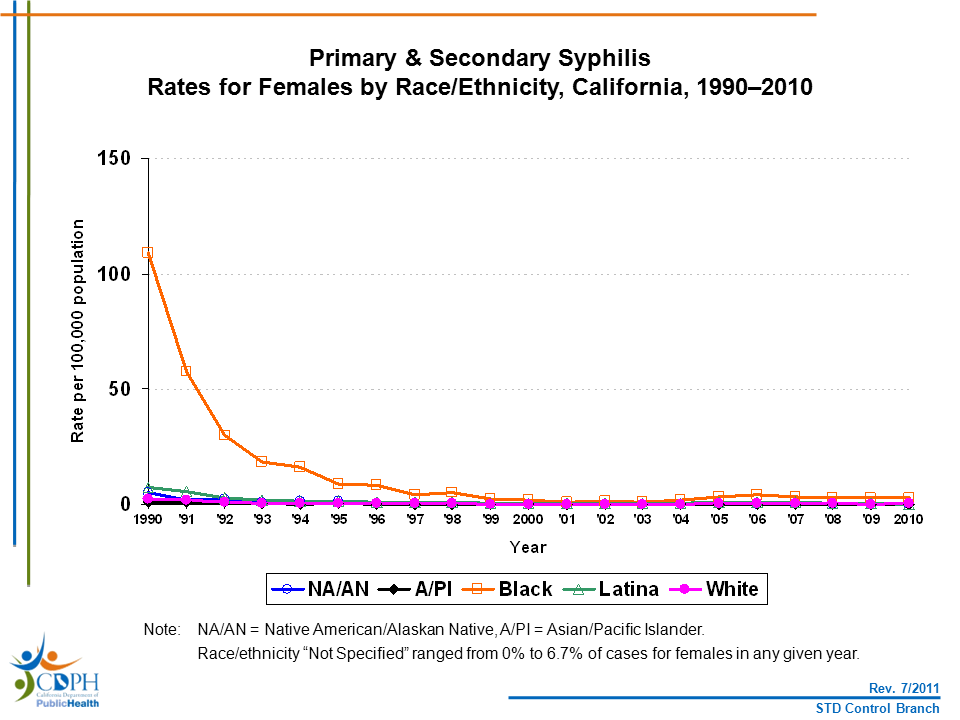 Primary & Secondary Syphilis
Rates for Females by Race/Ethnicity, California, 1990–2010
150
100
50
0
Rate per 100,000 population
1990 '91 '92 '93 '94 '95 '96 '97 '98 '99 2000 '01 '02 '03 '04 '05 '06 '07 '08 '09 2010
Year
NA/AN A/PI Black Latina White
Note: NA/AN = Native American/Alaskan Native, A/PI = Asian/Pacific Islander.
Race/ethnicity “Not Specified” ranged from 0% to 6.7% of cases for females in any given year.
CDPH
California Department of
PublicHealth
Rev. 7/2011
STD Control Branch